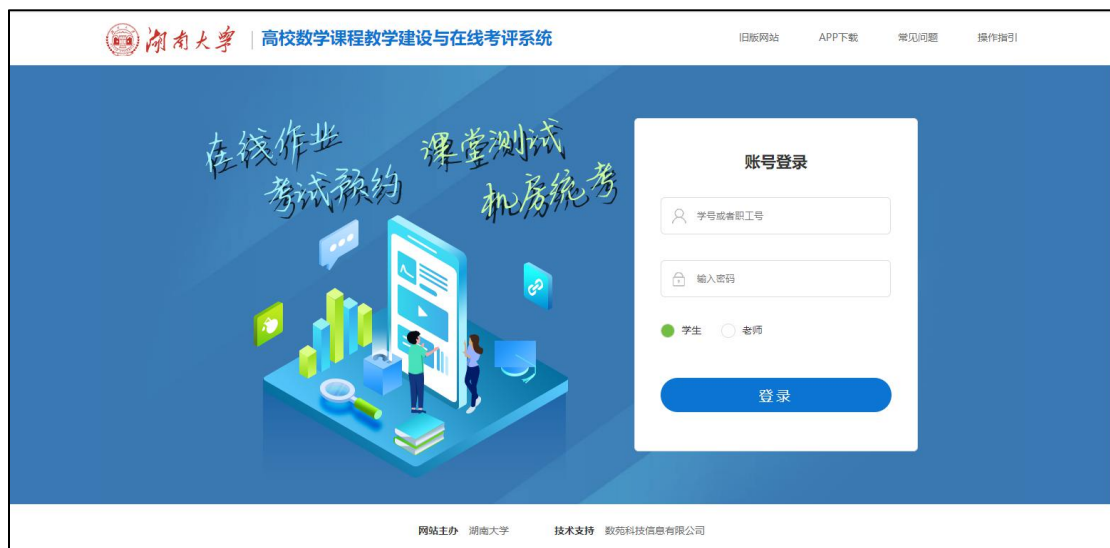 湖南大学 高校数学课程教学建设与在线考评系统 旧版网站 APP下载 常见问题 操作指引
在线作业 课堂测试
考试预约 机房统考
账号登录
学号或者职工号
输入密码
学生 老师
登录
网站主办 湖南大学 技术支持 数苑科技信息有限公司